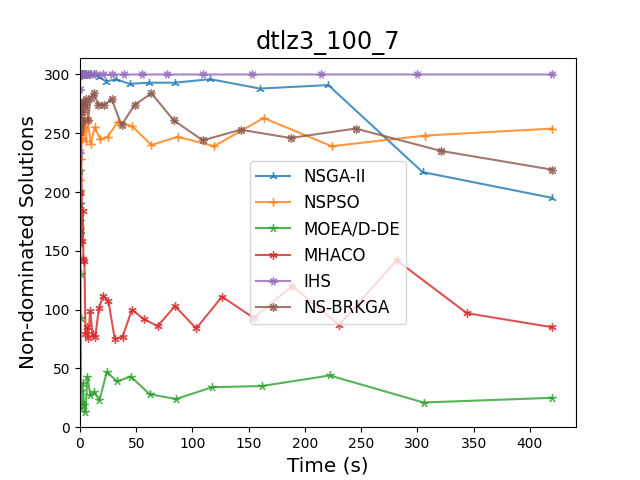 dtlz3_100_7
Non-dominated Solutions
300
250
200
150
100
50
0
NSGA-II
NSPSO
MOEA/D-DE
MHACO
IHS
NS-BRKGA
0 50 100 150 200 250 300 350 400
Time (s)